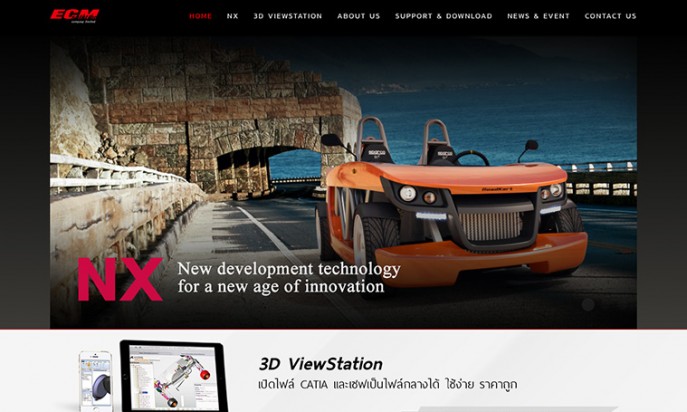 ECM
company limited
HOME
NX
3D VIEWSTATION
ABOUT US
SUPPORT & DOWNLOAD
NEWS & EVENT
CONTACT US
NX
New development technology
for a new age of innovation
3D ViewStation
เปิดไฟล์ CATIA และเซฟเป็นไฟล์กลางได้ ใช้ง่าย ราคาถูก